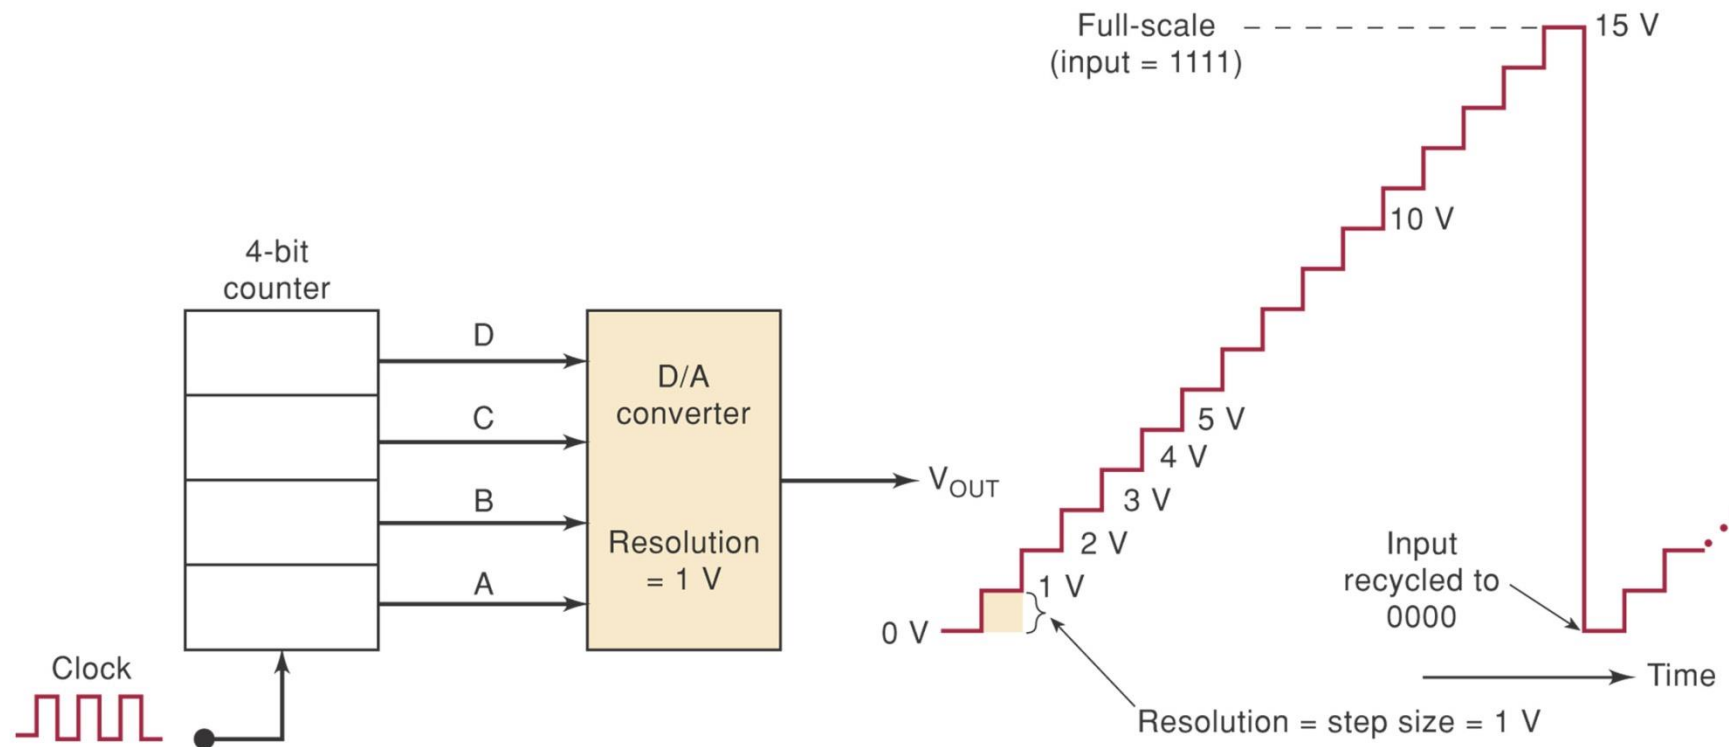 Full-scale
(input = 1111)
15 V
10 V
4-bit
counter
D
C
B
A
D/A
converter
Resolution
= 1 V
V_OUT
5 V
4 V
3 V
2 V
1 V
0 V
Input
recycled to
0000
Clock
Time
Resolution = step size = 1 V